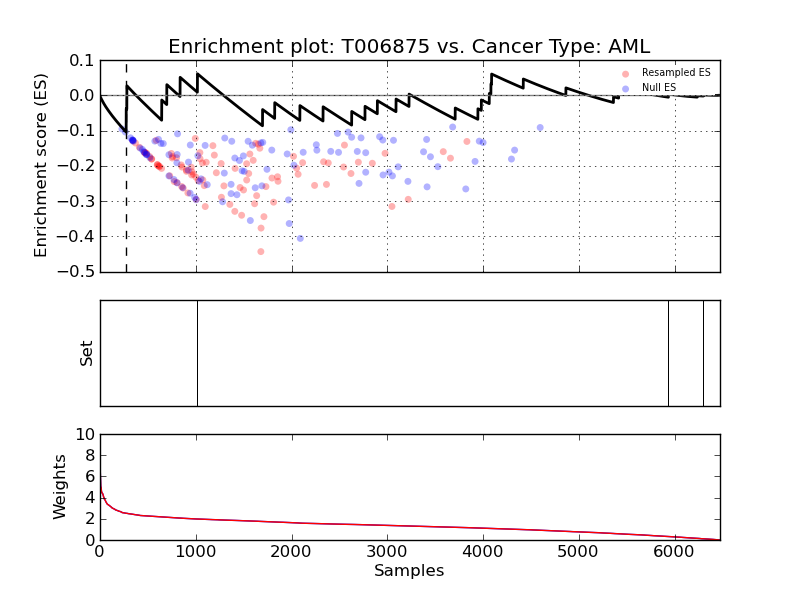 Enrichment plot: T006875 vs. Cancer Type: AML
Enrichment score (ES)
0.1
0.0
−0.1
−0.2
−0.3
−0.4
−0.5
Resampled ES
Null ES
Set
Weights
10
8
6
4
2
0
0 1000 2000 3000 4000 5000 6000
Samples